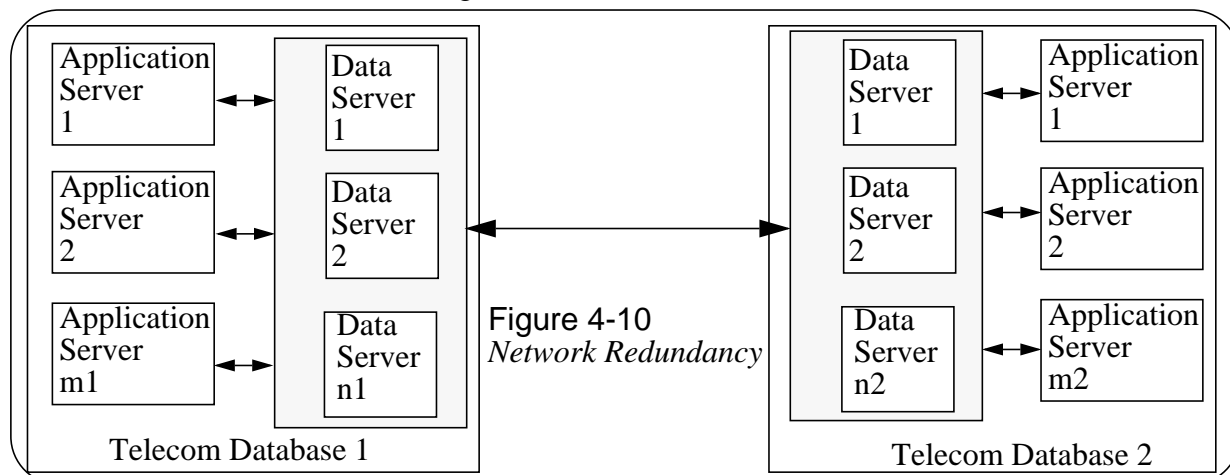 Application
Server
1
Data
Server
1
Application
Server
2
Data
Server
2
Application
Server
m1
Data
Server
n1
Telecom Database 1
Figure 4-10
Network Redundancy
Data
Server
1
Application
Server
1
Data
Server
2
Application
Server
2
Data
Server
n2
Application
Server
m2
Telecom Database 2